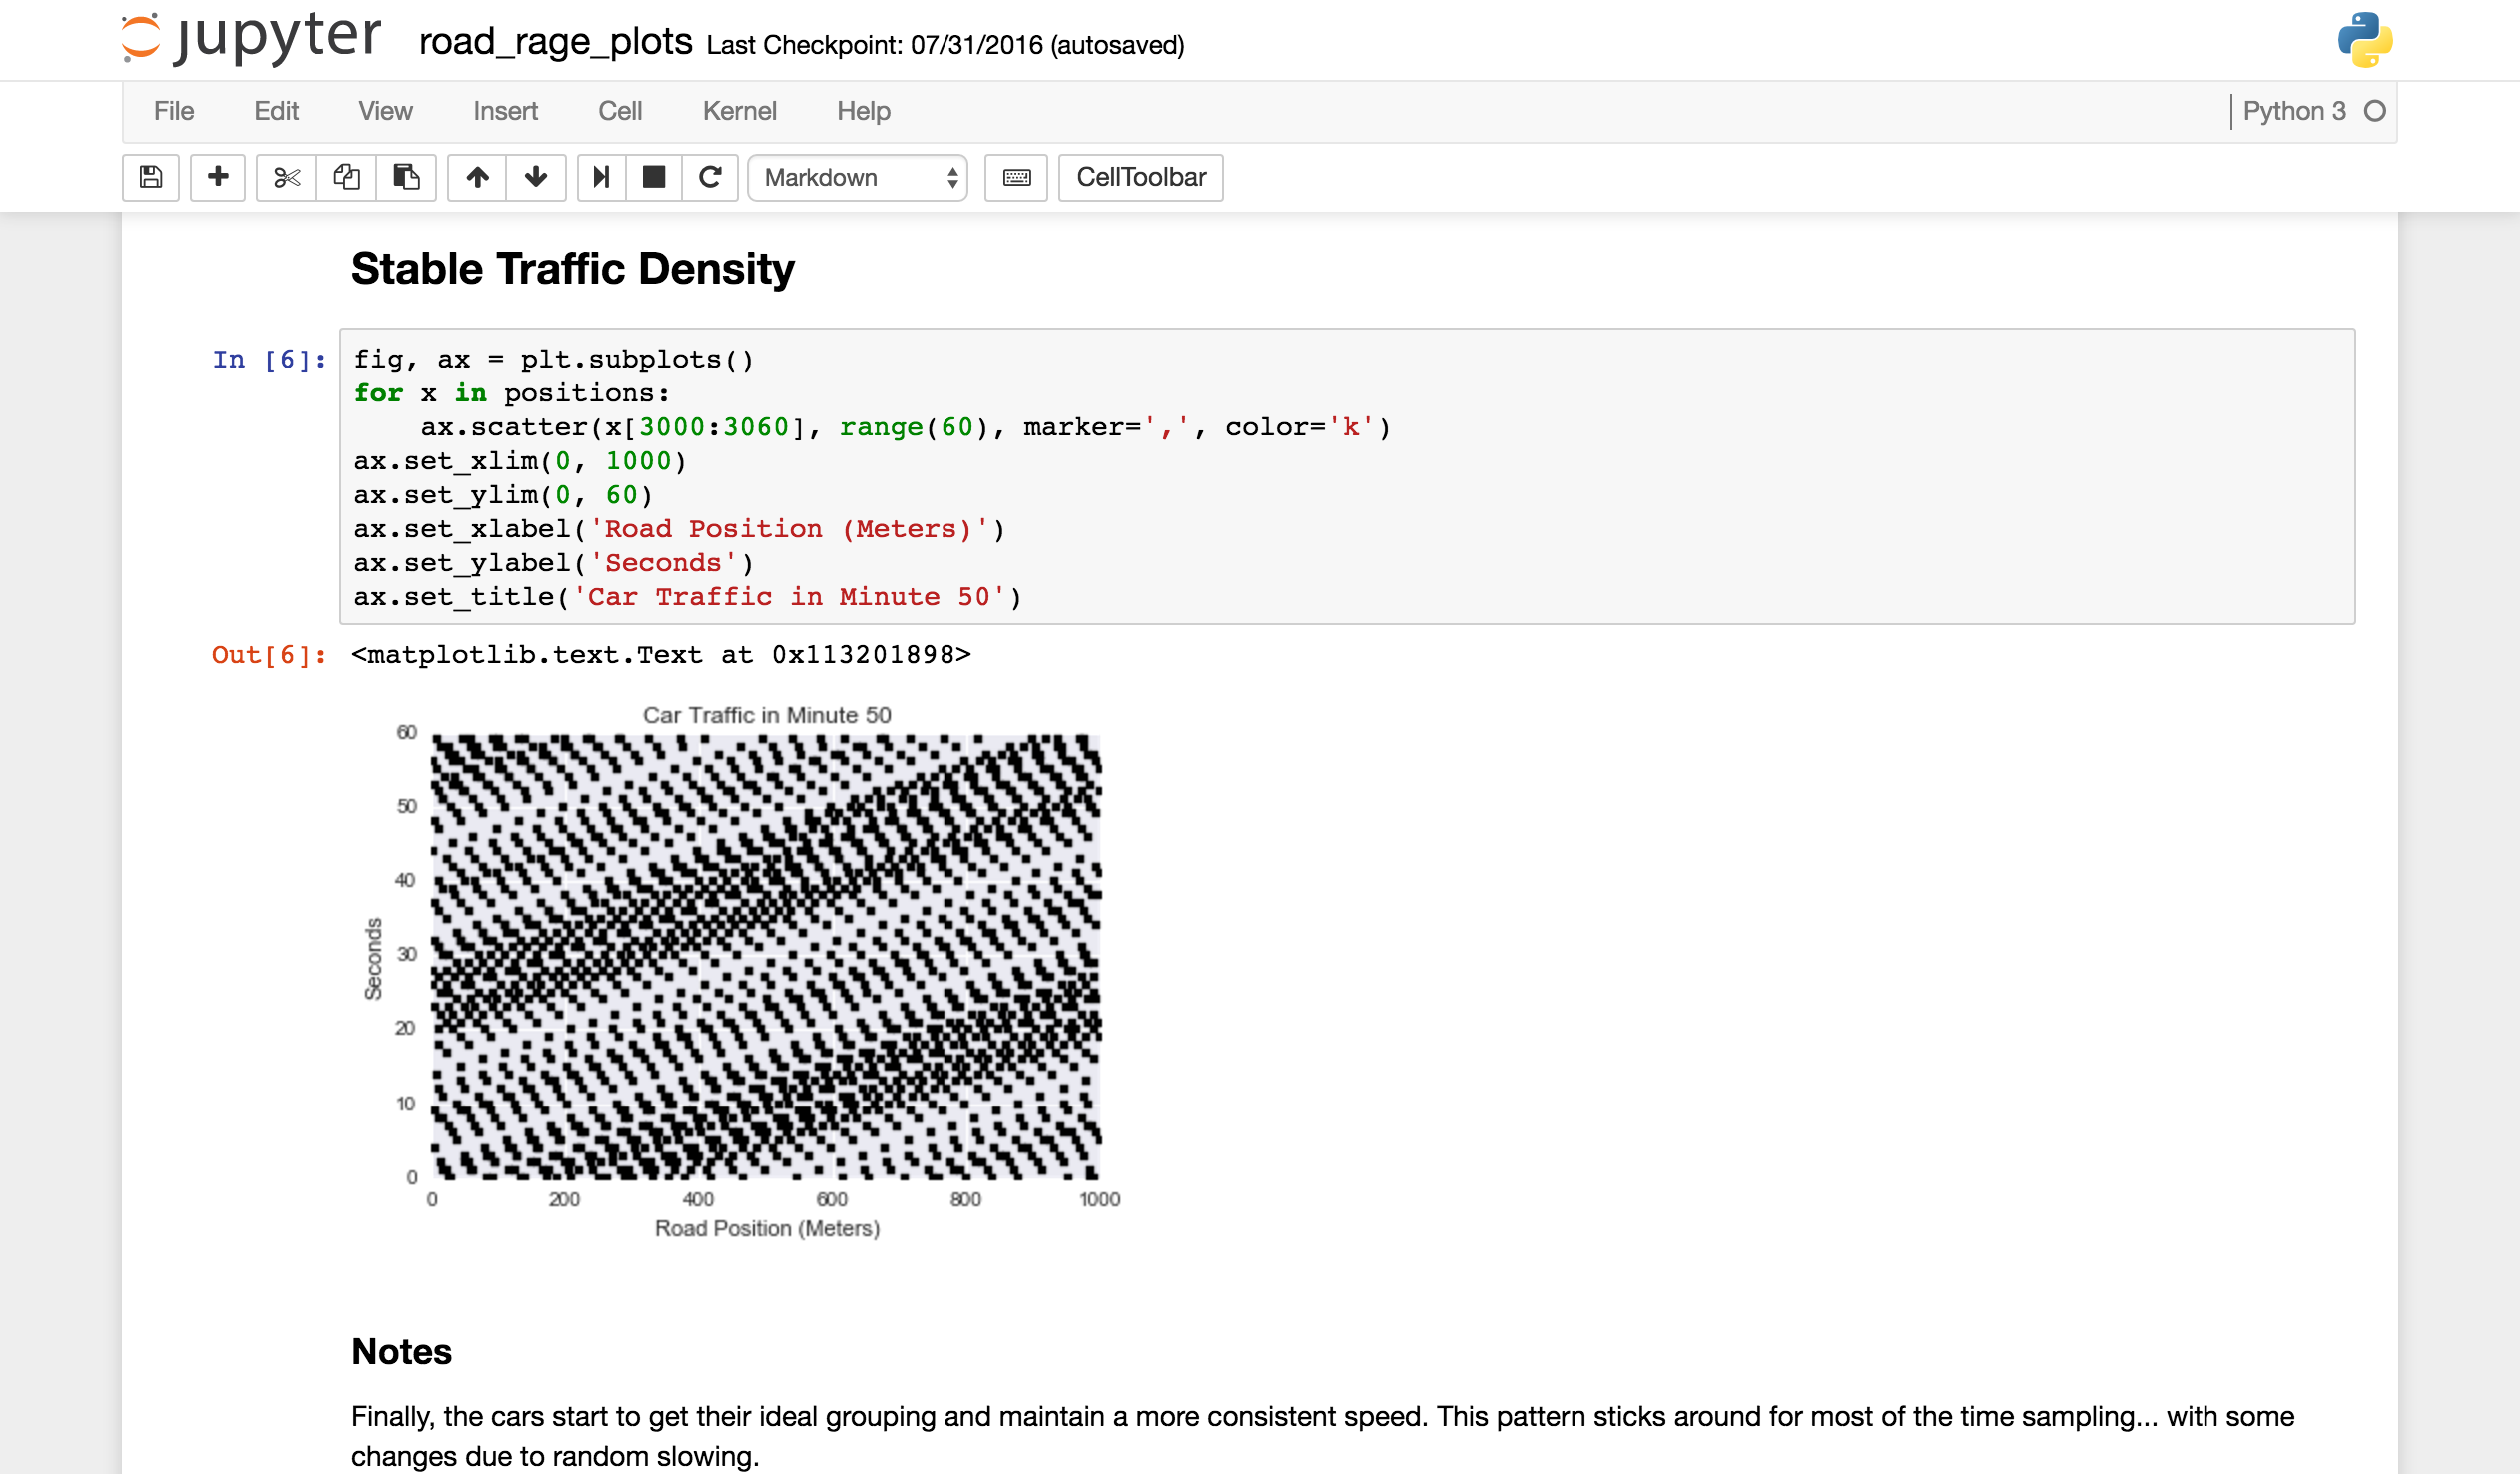 jupyter road_rage_plots Last Checkpoint: 07/31/2016 (autosaved)
File Edit View Insert Cell Kernel Help Python 3
Markdown CellToolbar
Stable Traffic Density
In [6]: fig, ax = plt.subplots()
for x in positions:
    ax.scatter(x[3000:3060], range(60), marker=',', color='k')
ax.set_xlim(0, 1000)
ax.set_ylim(0, 60)
ax.set_xlabel('Road Position (Meters)')
ax.set_ylabel('Seconds')
ax.set_title('Car Traffic in Minute 50')
Out[6]: <matplotlib.text.Text at 0x113201898>
Car Traffic in Minute 50
60
50
40
30
20
10
0
Seconds
0 200 400 600 800 1000
Road Position (Meters)
Notes
Finally, the cars start to get their ideal grouping and maintain a more consistent speed. This pattern sticks around for most of the time sampling... with some
changes due to random slowing.